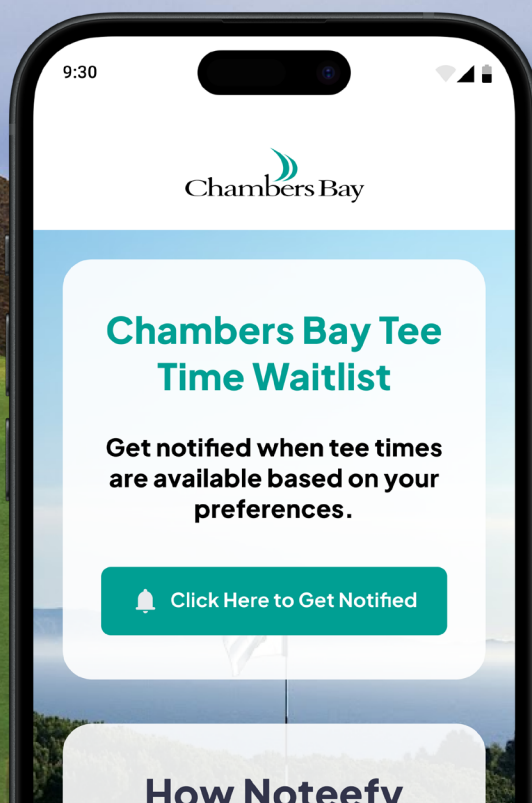 9:30
Chambers Bay
Chambers Bay Tee
Time Waitlist
Get notified when tee times
are available based on your
preferences.
Click Here to Get Notified
How Noteefy